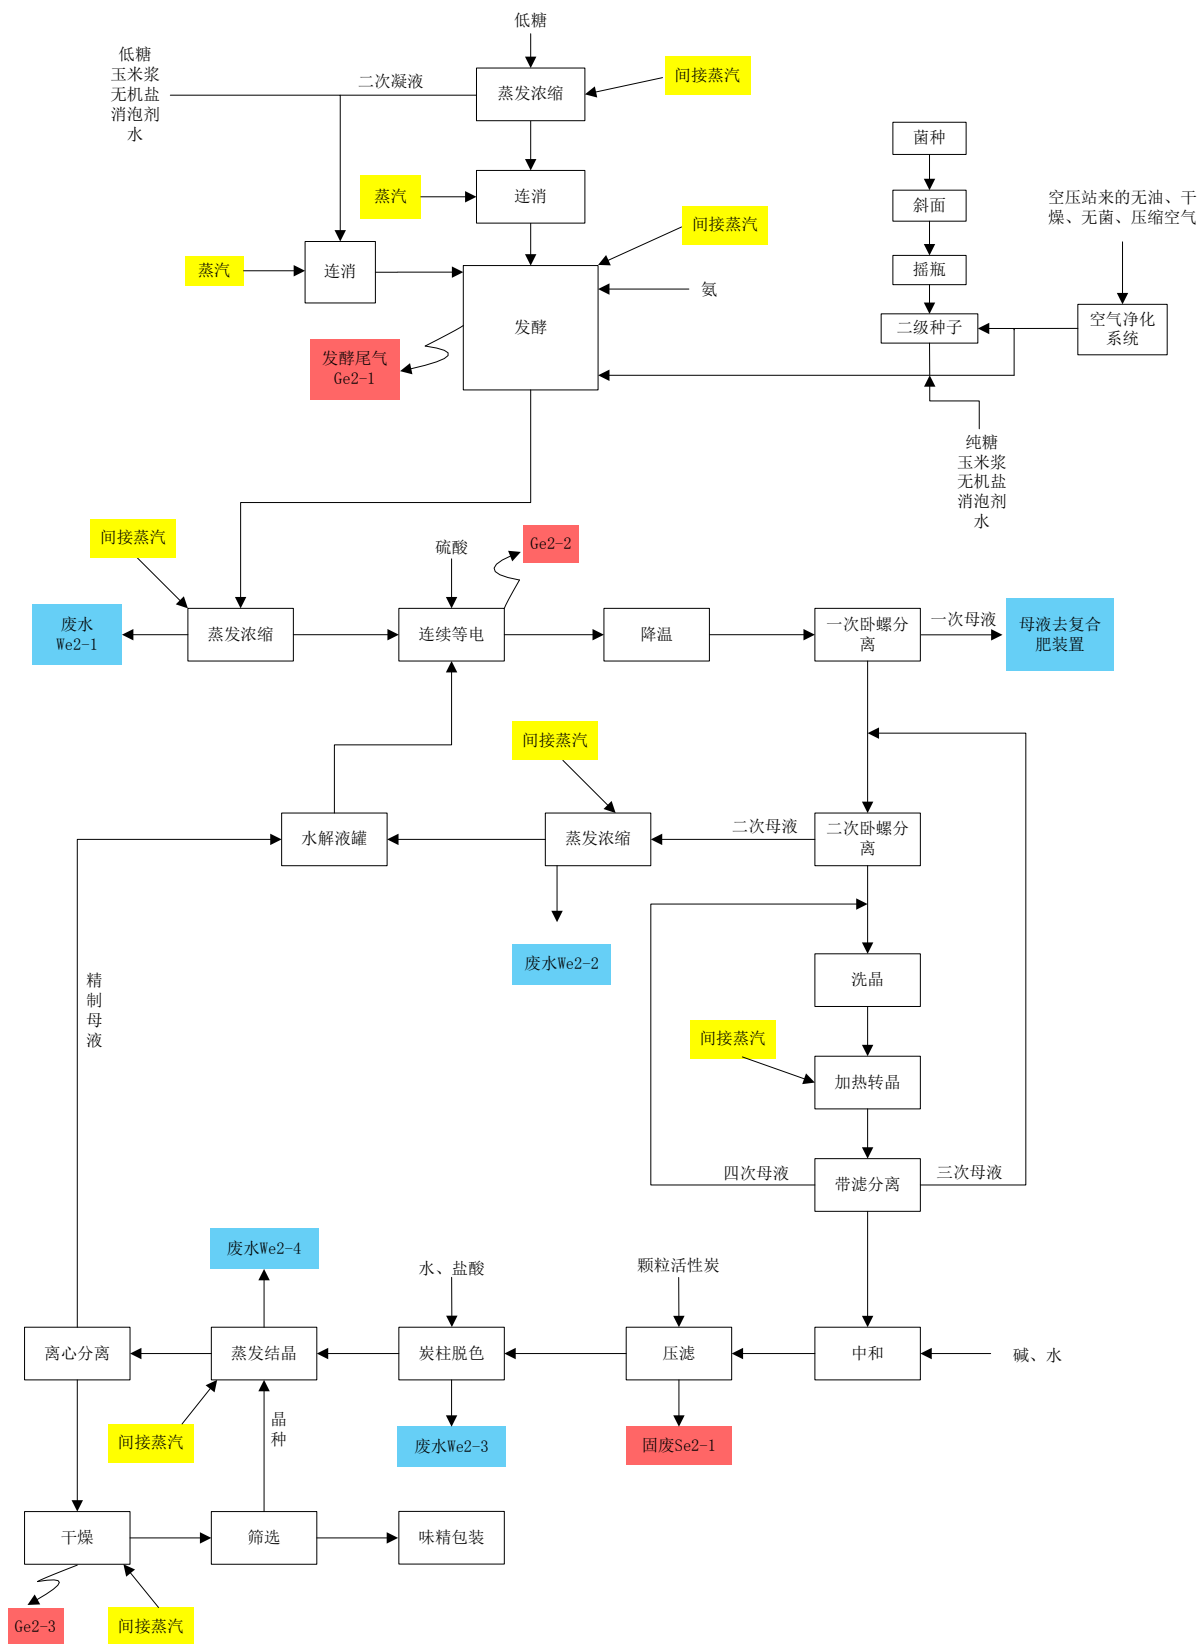 低糖
低糖
玉米浆
无机盐
消泡剂
水
二次凝液
蒸发浓缩
间接蒸汽
菌种
蒸汽
连消
斜面
空压站来的无油、干
燥、无菌、压缩空气
间接蒸汽
蒸汽
连消
摇瓶
氨
发酵
二级种子
空气净化
系统
发酵尾气
Ge2-1
纯糖
玉米浆
无机盐
消泡剂
水
间接蒸汽
硫酸
Ge2-2
废水
We2-1
蒸发浓缩
连续等电
降温
一次卧螺分
离
一次母液
母液去复合
肥装置
间接蒸汽
水解液罐
蒸发浓缩
二次母液
二次卧螺分
离
废水We2-2
精
制
母
液
洗晶
间接蒸汽
加热转晶
四次母液
带滤分离
三次母液
废水We2-4
水、盐酸
颗粒活性炭
离心分离
蒸发结晶
炭柱脱色
压滤
中和
碱、水
间接蒸汽
晶
种
废水We2-3
固废Se2-1
干燥
筛选
味精包装
Ge2-3
间接蒸汽